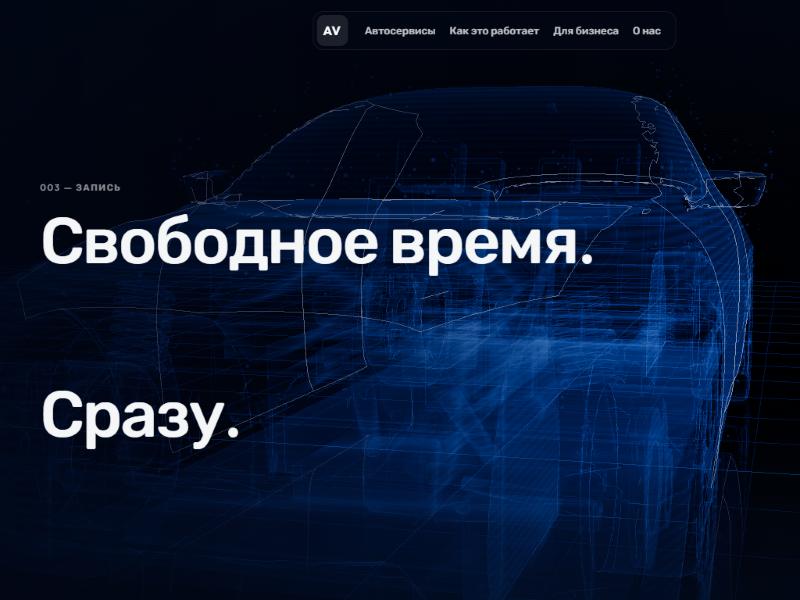 AV Автосервисы Как это работает Для бизнеса О нас
003 — ЗАПИСЬ
Свободное время.
Сразу.